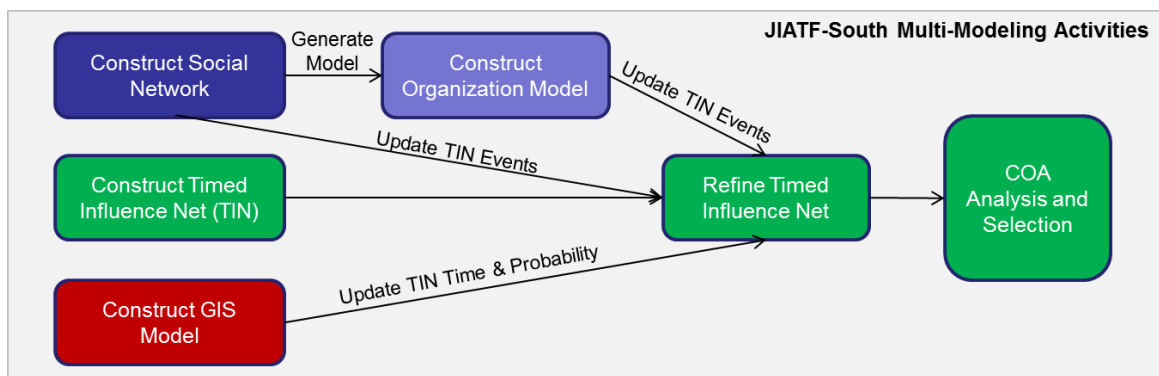 JIATF-South Multi-Modeling Activities
Construct Social
Network
Generate
Model
Construct
Organization Model
Update TIN Events
Update TIN Events
Construct Timed
Influence Net (TIN)
Refine Timed
Influence Net
COA
Analysis and
Selection
Update TIN Time & Probability
Construct GIS
Model